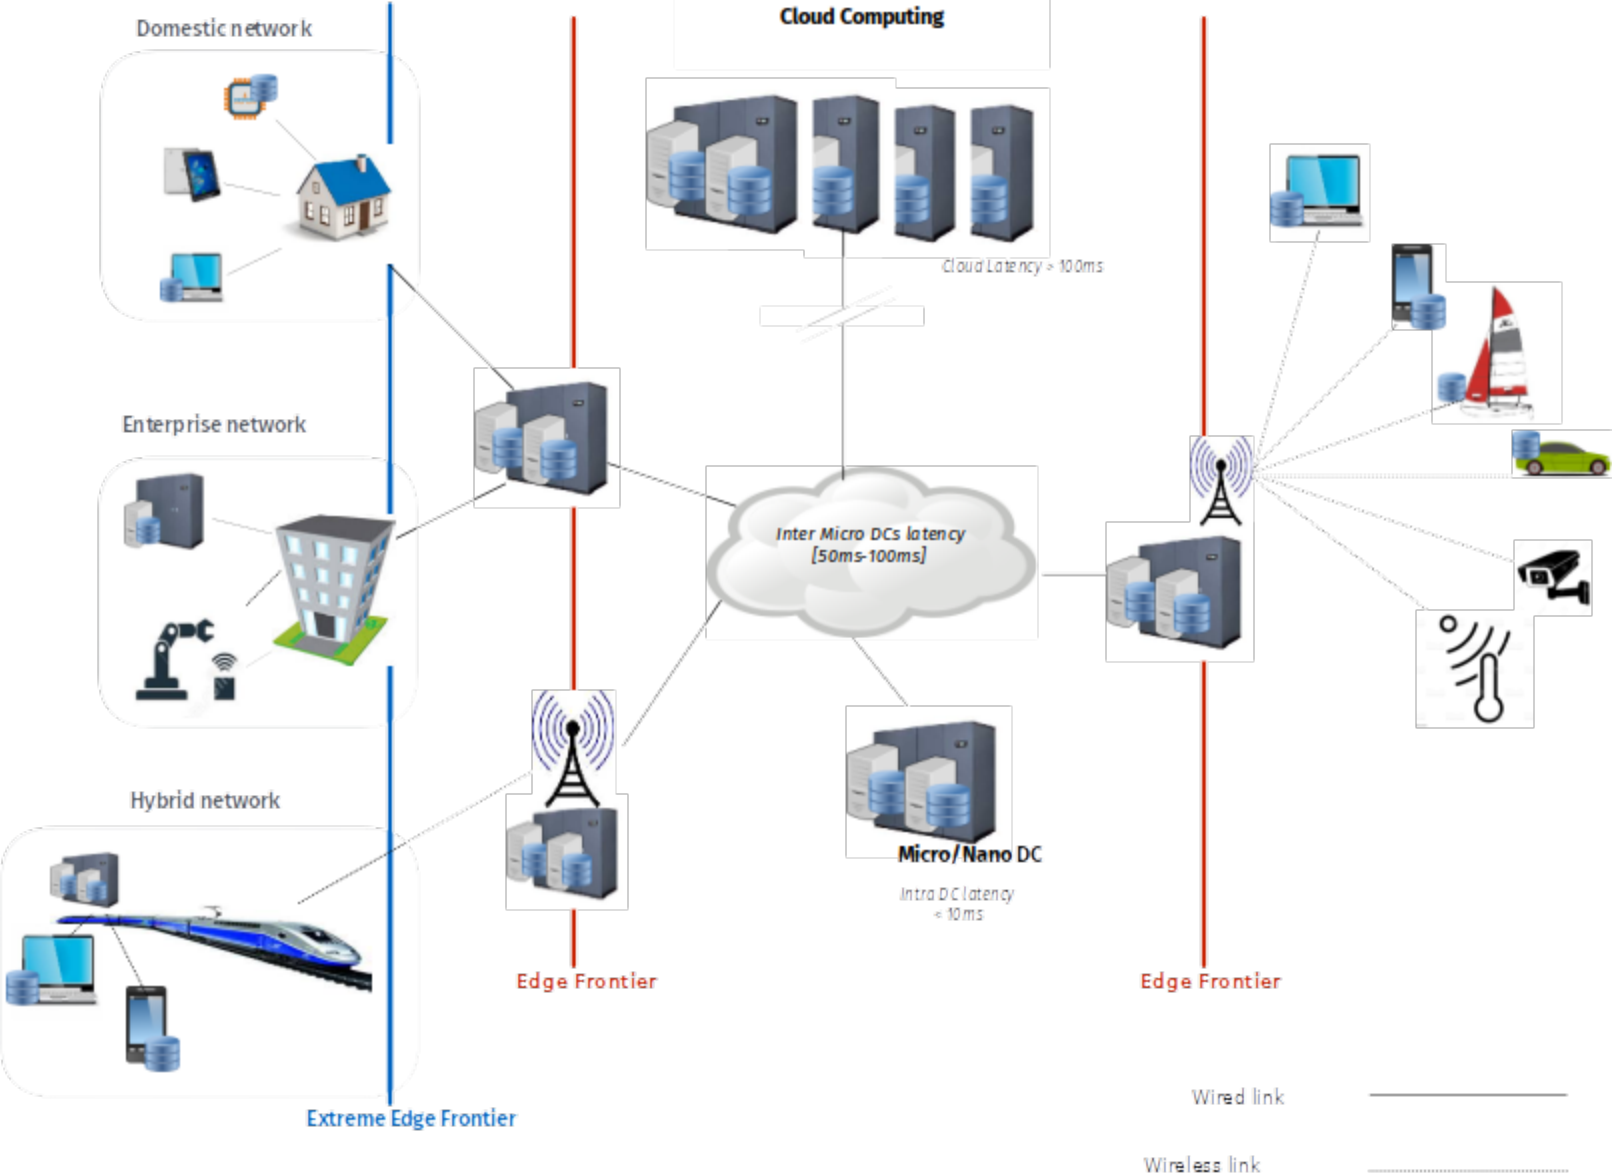 Cloud Computing
Domestic network
Cloud Latency > 100ms
Enterprise network
Inter Micro DCs latency
[50ms-100ms]
Hybrid network
Micro/Nano DC
Intra DC latency
< 10ms
Edge Frontier
Edge Frontier
Extreme Edge Frontier
Wired link
Wireless link